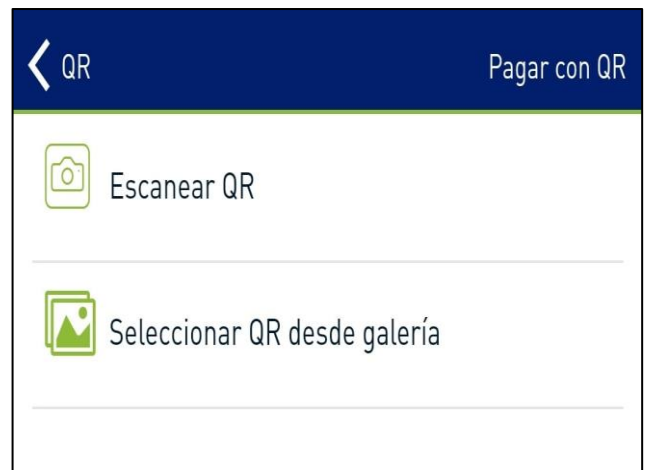 QR
Pagar con QR
Escanear QR
Seleccionar QR desde galería